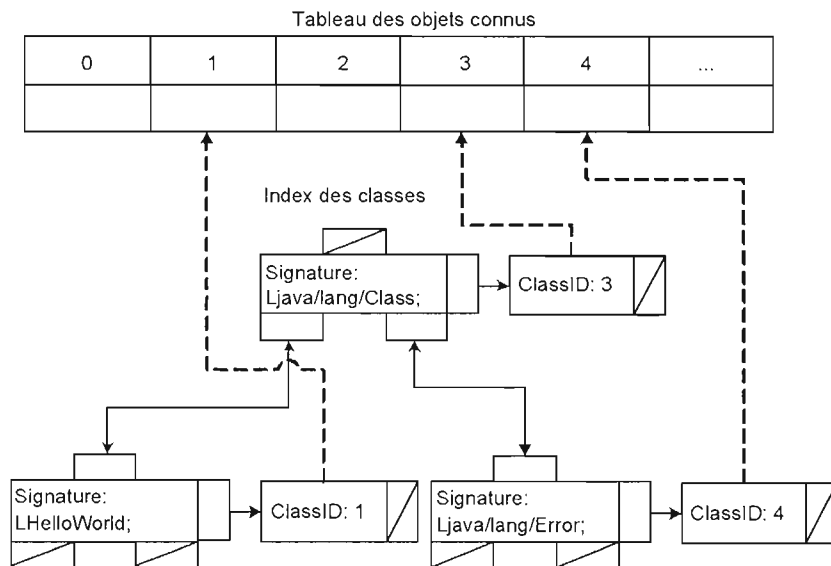 Tableau des objets connus
0 1 2 3 4 ...
Index des classes
Signature:
Ljava/lang/Class;
ClassID: 3
Signature:
LHelloWorld;
ClassID: 1
Signature:
Ljava/lang/Error;
ClassID: 4